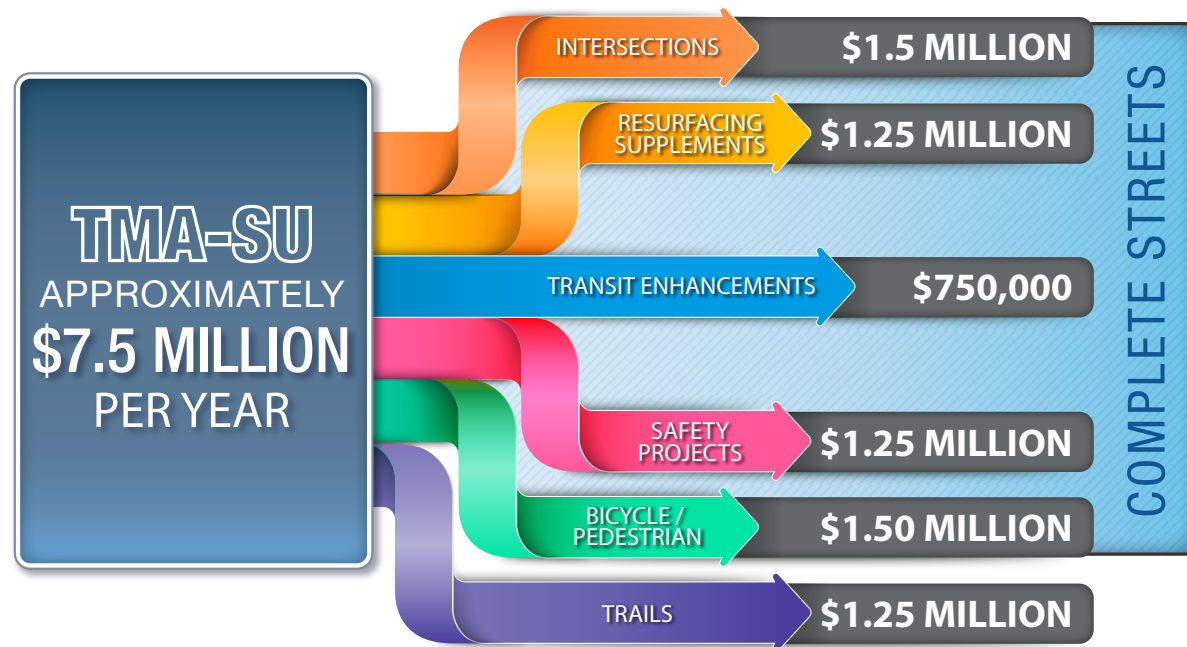 TMA-SU
APPROXIMATELY
$7.5 MILLION
PER YEAR
INTERSECTIONS
$1.5 MILLION
RESURFACING
SUPPLEMENTS
$1.25 MILLION
TRANSIT ENHANCEMENTS
$750,000
SAFETY
PROJECTS
$1.25 MILLION
BICYCLE /
PEDESTRIAN
$1.50 MILLION
TRAILS
$1.25 MILLION
COMPLETE STREETS